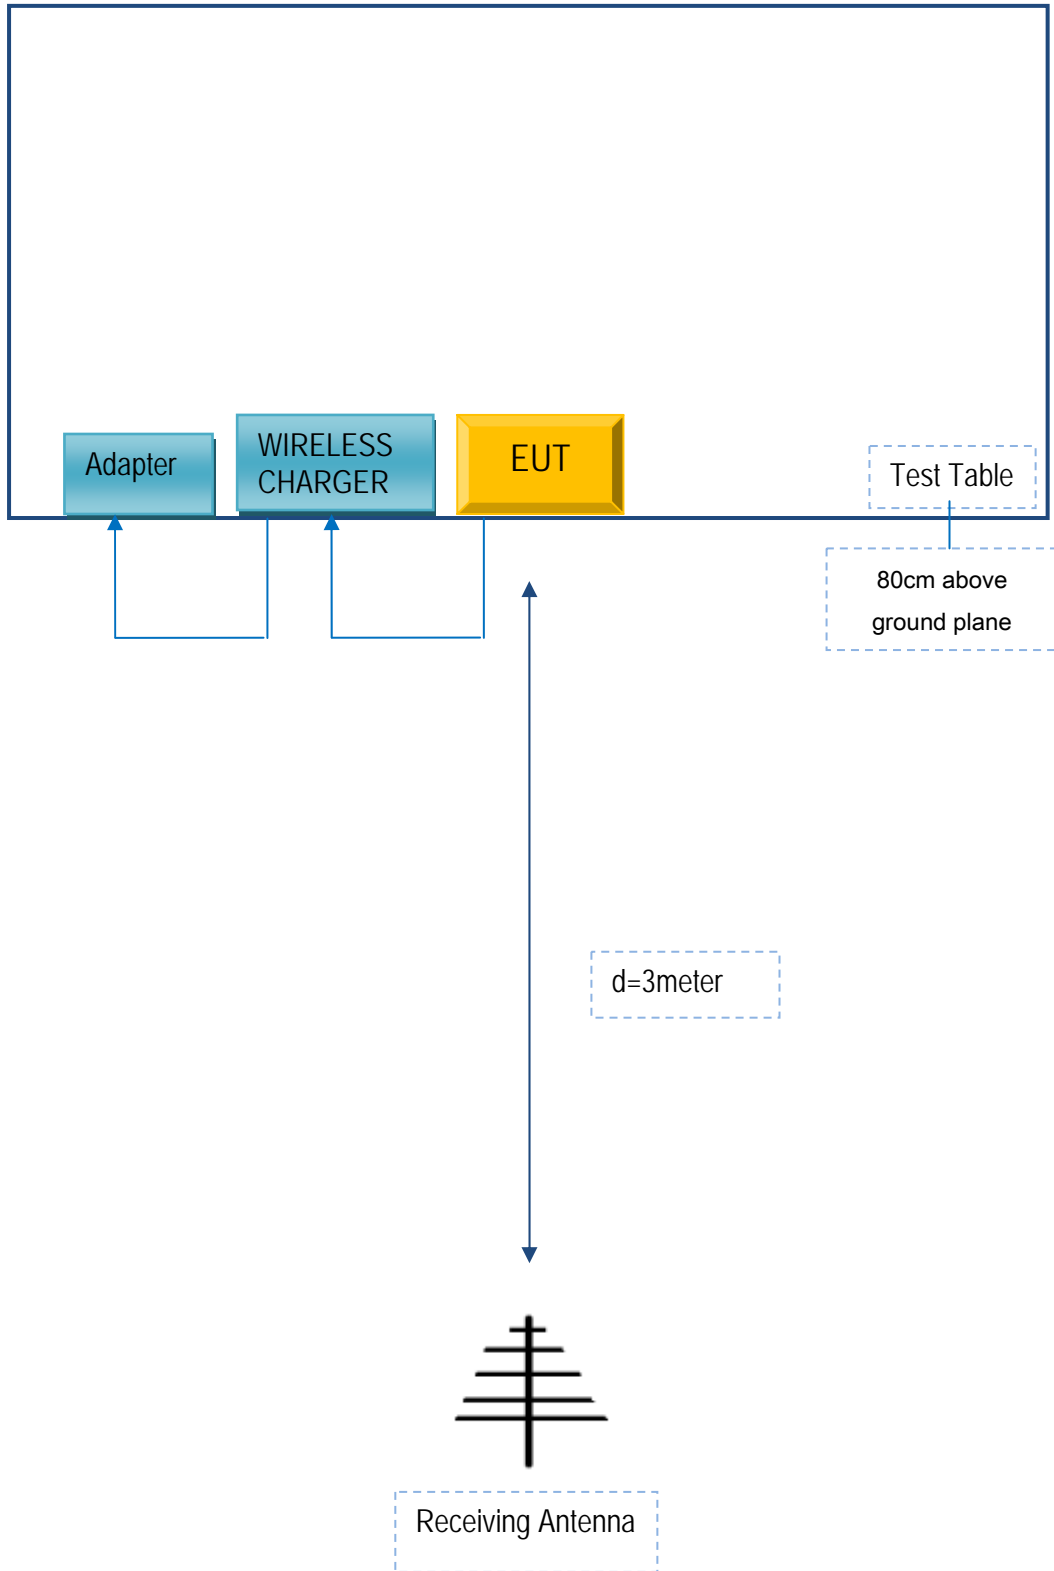 Adapter
WIRELESS
CHARGER
EUT
Test Table
80cm above
ground plane
d=3meter
Receiving Antenna